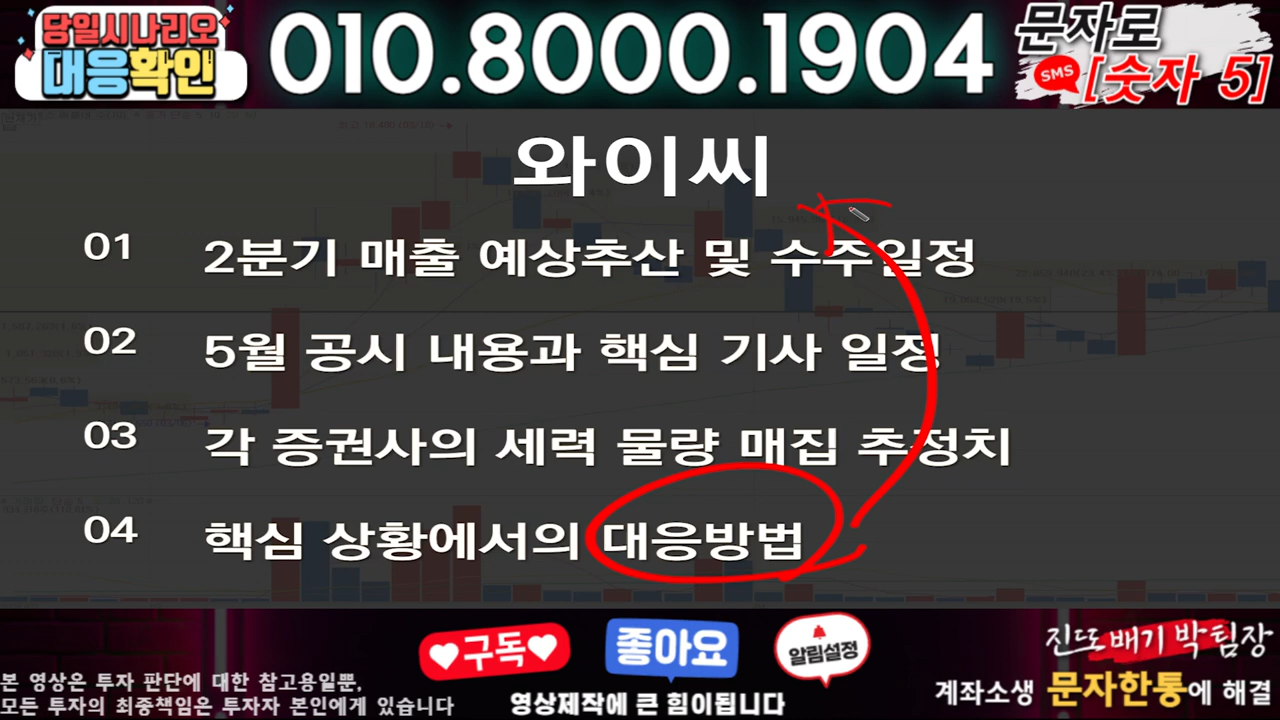 당일시나리오
대응확인
010.8000.1904
문자로
SMS
[숫자 5]
와이씨
01 2분기 매출 예상추산 및 수주일정
02 5월 공시 내용과 핵심 기사 일정
03 각 증권사의 세력 물량 매집 추정치
04 핵심 상황에서의 대응방법
구독
좋아요
알림설정
영상제작에 큰 힘이됩니다
본 영상은 투자 판단에 대한 참고용일뿐,
모든 투자의 최종책임은 투자자 본인에게 있습니다
진또배기 박팀장
계좌소생 문자한통에 해결